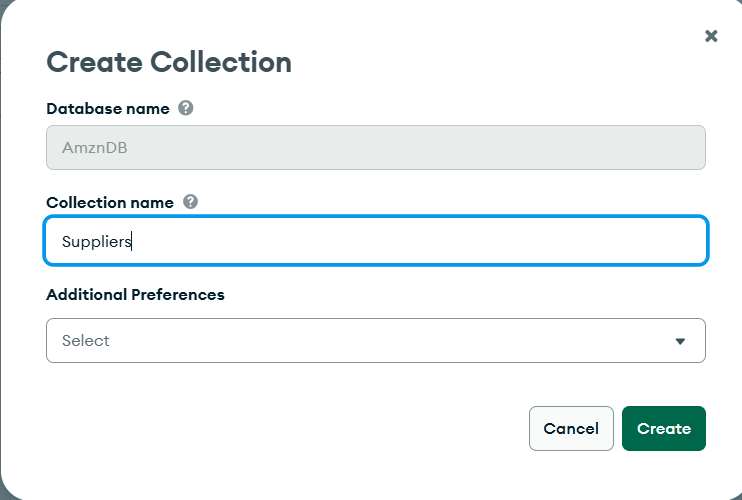 Create Collection
Database name
AmznDB
Collection name
Suppliers
Additional Preferences
Select
Cancel Create